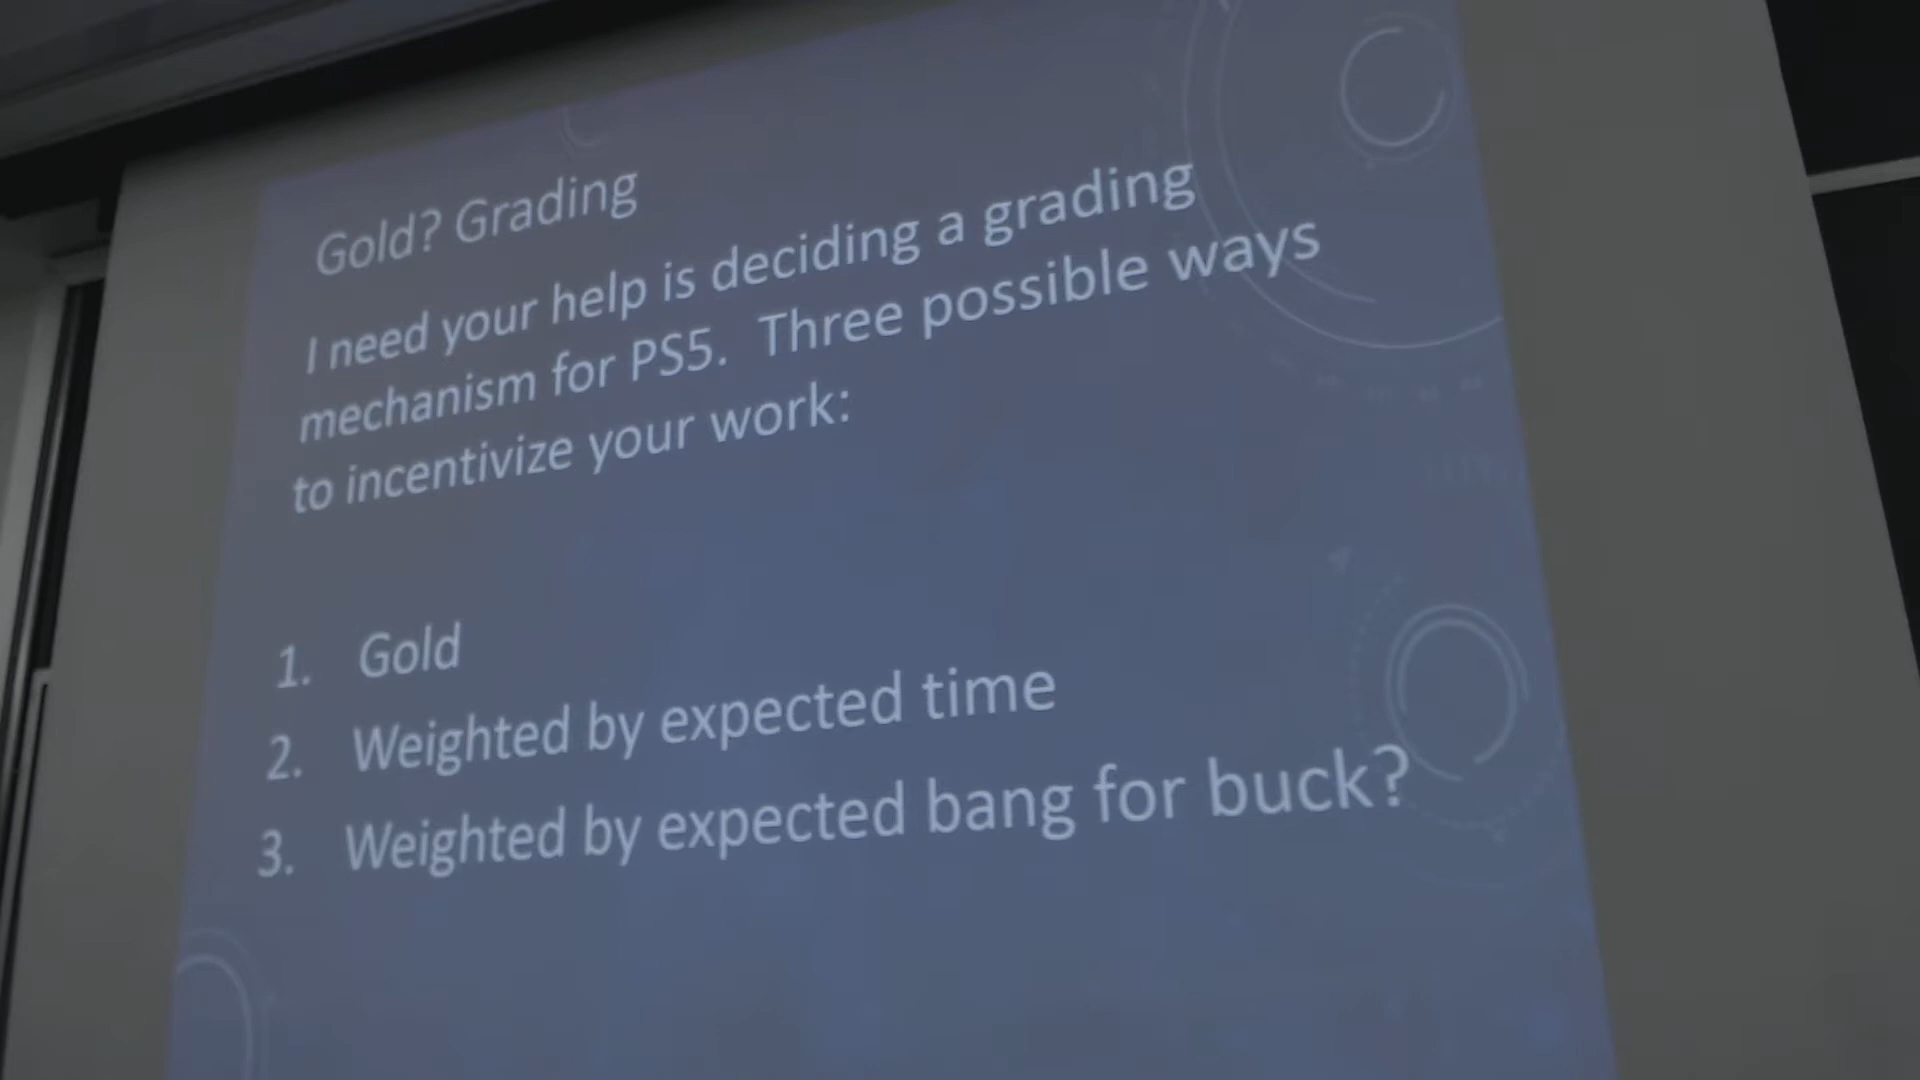 Gold? Grading
I need your help is deciding a grading
mechanism for PS5. Three possible ways
to incentivize your work:
1. Gold
2. Weighted by expected time
3. Weighted by expected bang for buck?